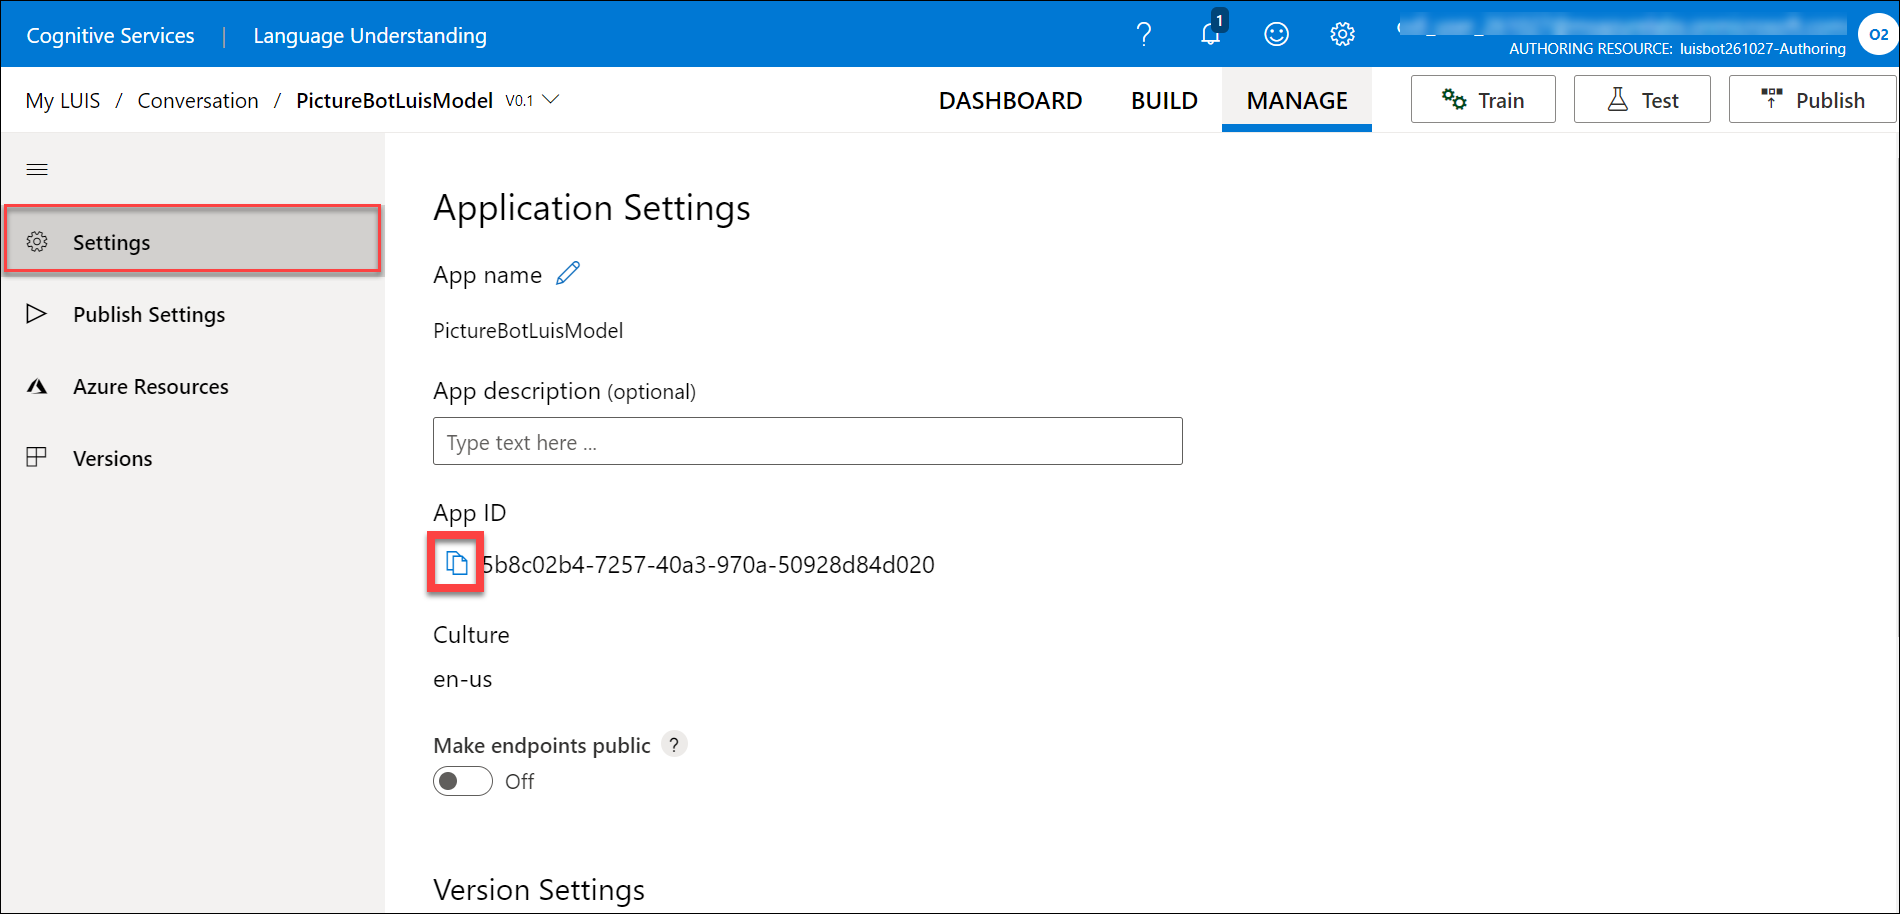 Cognitive Services | Language Understanding
1
AUTHORING RESOURCE: luisbot261027-Authoring
O2
My LUIS / Conversation / PictureBotLuisModel V0.1
DASHBOARD BUILD MANAGE Train Test Publish
Settings
Publish Settings
Azure Resources
Versions
Application Settings
App name
PictureBotLuisModel
App description (optional)
Type text here ...
App ID
5b8c02b4-7257-40a3-970a-50928d84d020
Culture
en-us
Make endpoints public ?
Off
Version Settings